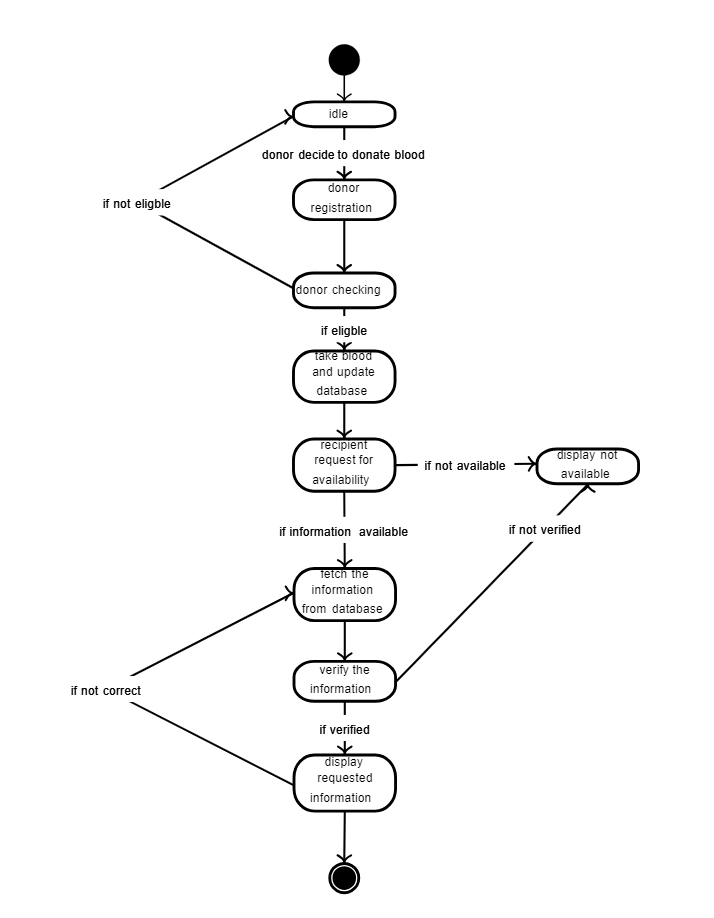 idle
donor decide to donate blood
donor
registration
if not eligble
donor checking
if eligble
take blood
and update
database
recipient
request for
availability
if not available
display not
available
if information available
if not verified
fetch the
information
from database
verify the
information
if not correct
if verified
display
requested
information